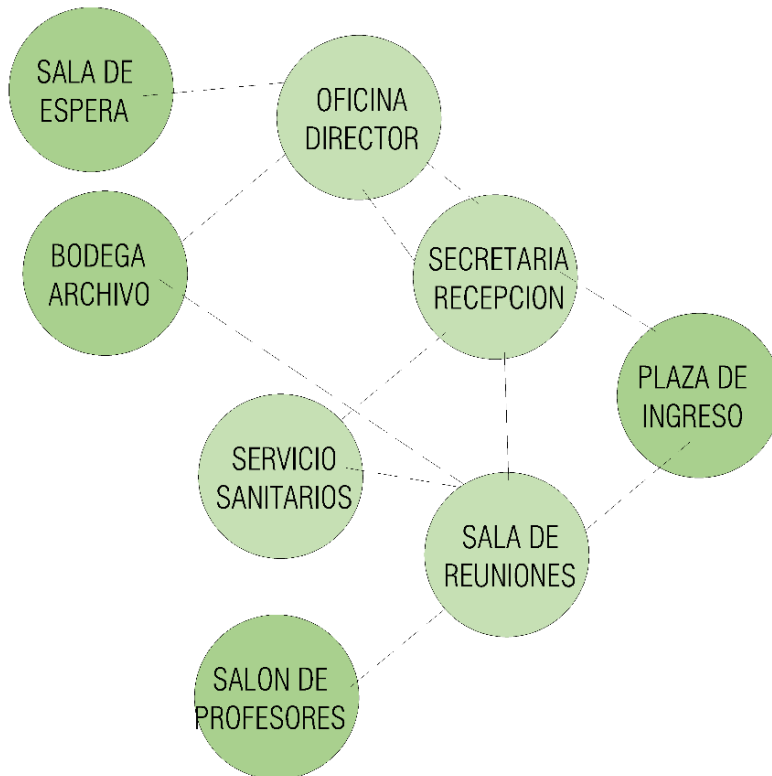 SALA DE
ESPERA
OFICINA
DIRECTOR
BODEGA
ARCHIVO
SECRETARIA
RECEPCION
PLAZA DE
INGRESO
SERVICIO
SANITARIOS
SALA DE
REUNIONES
SALON DE
PROFESORES